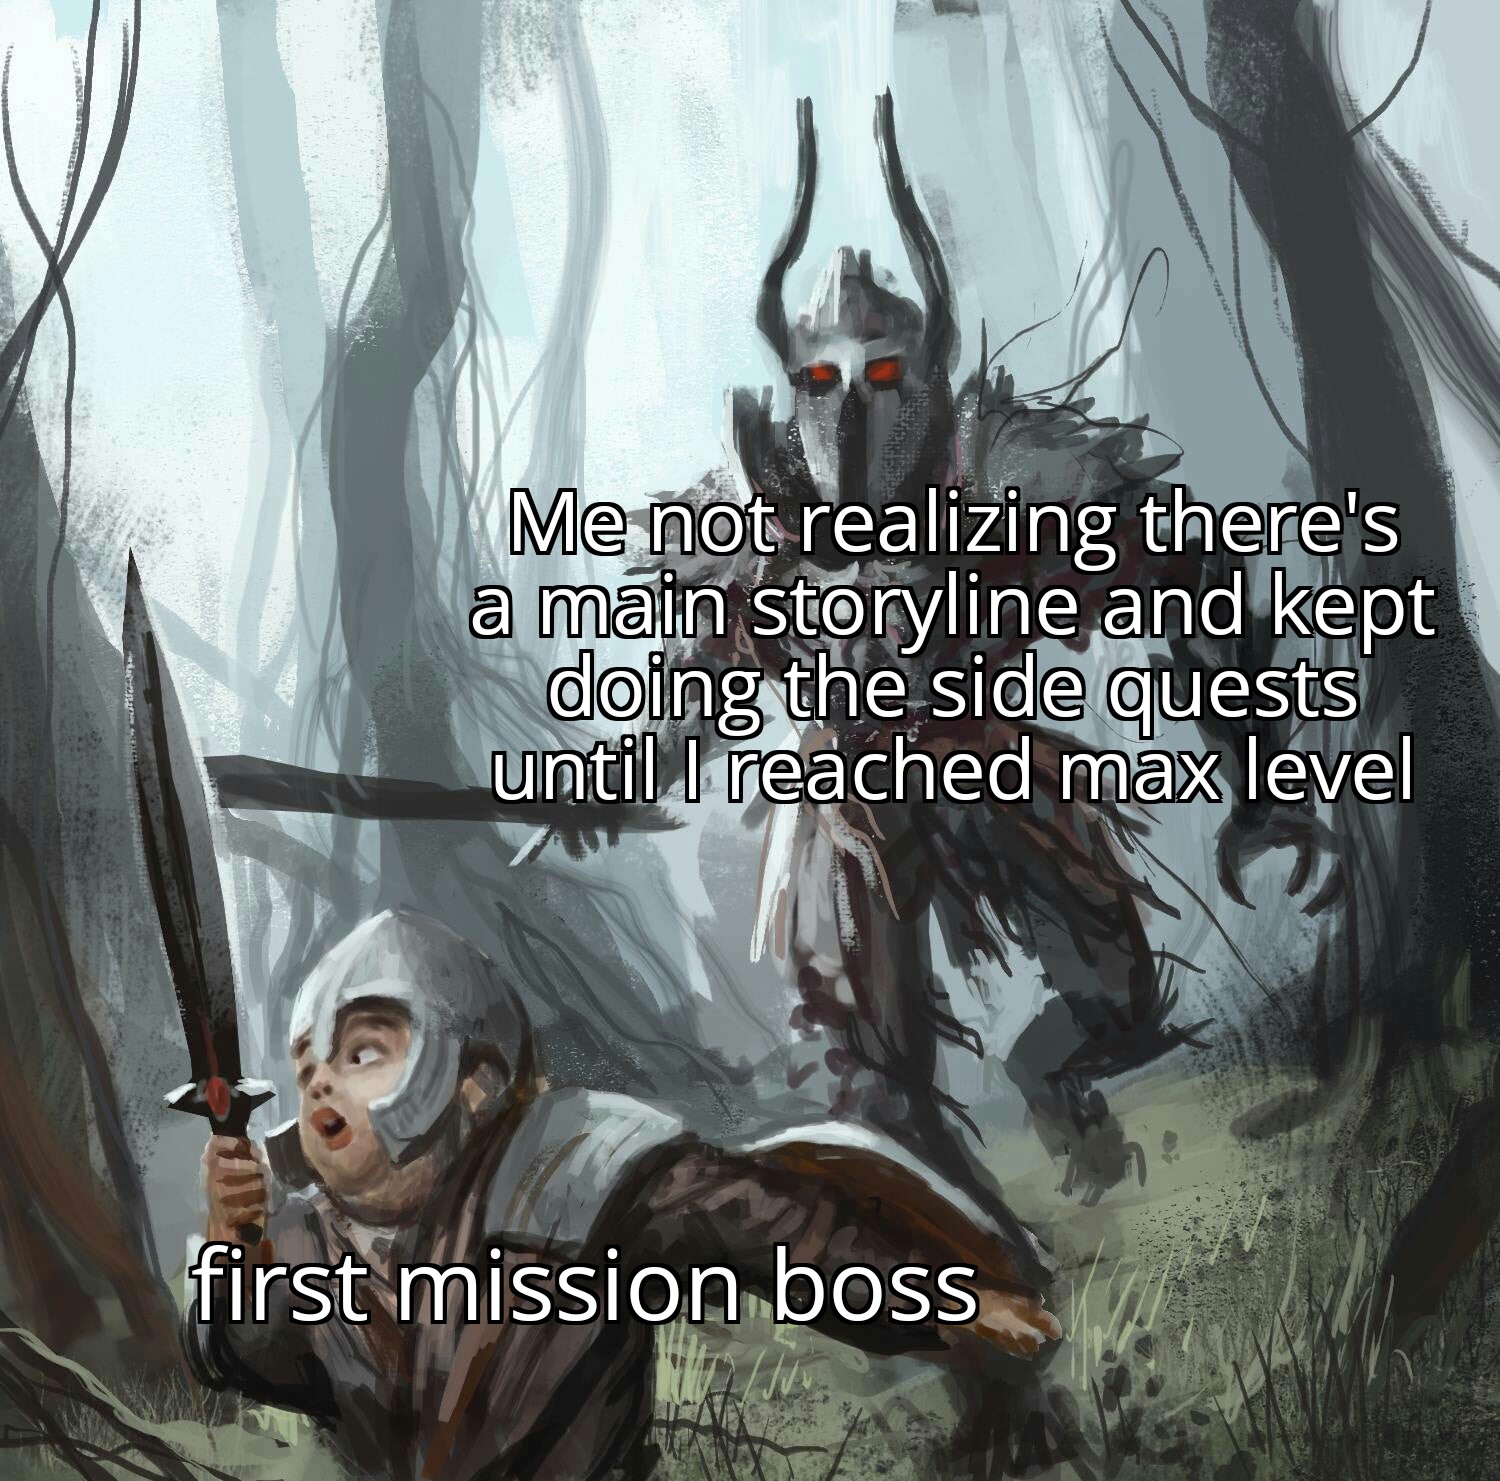 Me not realizing there's
a main storyline and kept
doing the side quests
until I reached max level
first mission boss